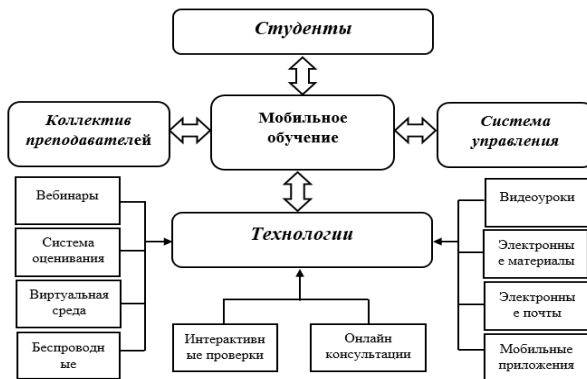 Студенты
Коллектив
преподавателей
Мобильное
обучение
Система
управления
Вебинары
Система
оценивания
Виртуальная
среда
Беспроводн
ые
Технологии
Интерактивн
ые проверки
Онлайн
консультации
Видеоуроки
Электронны
е материалы
Электронны
е почты
Мобильные
приложения